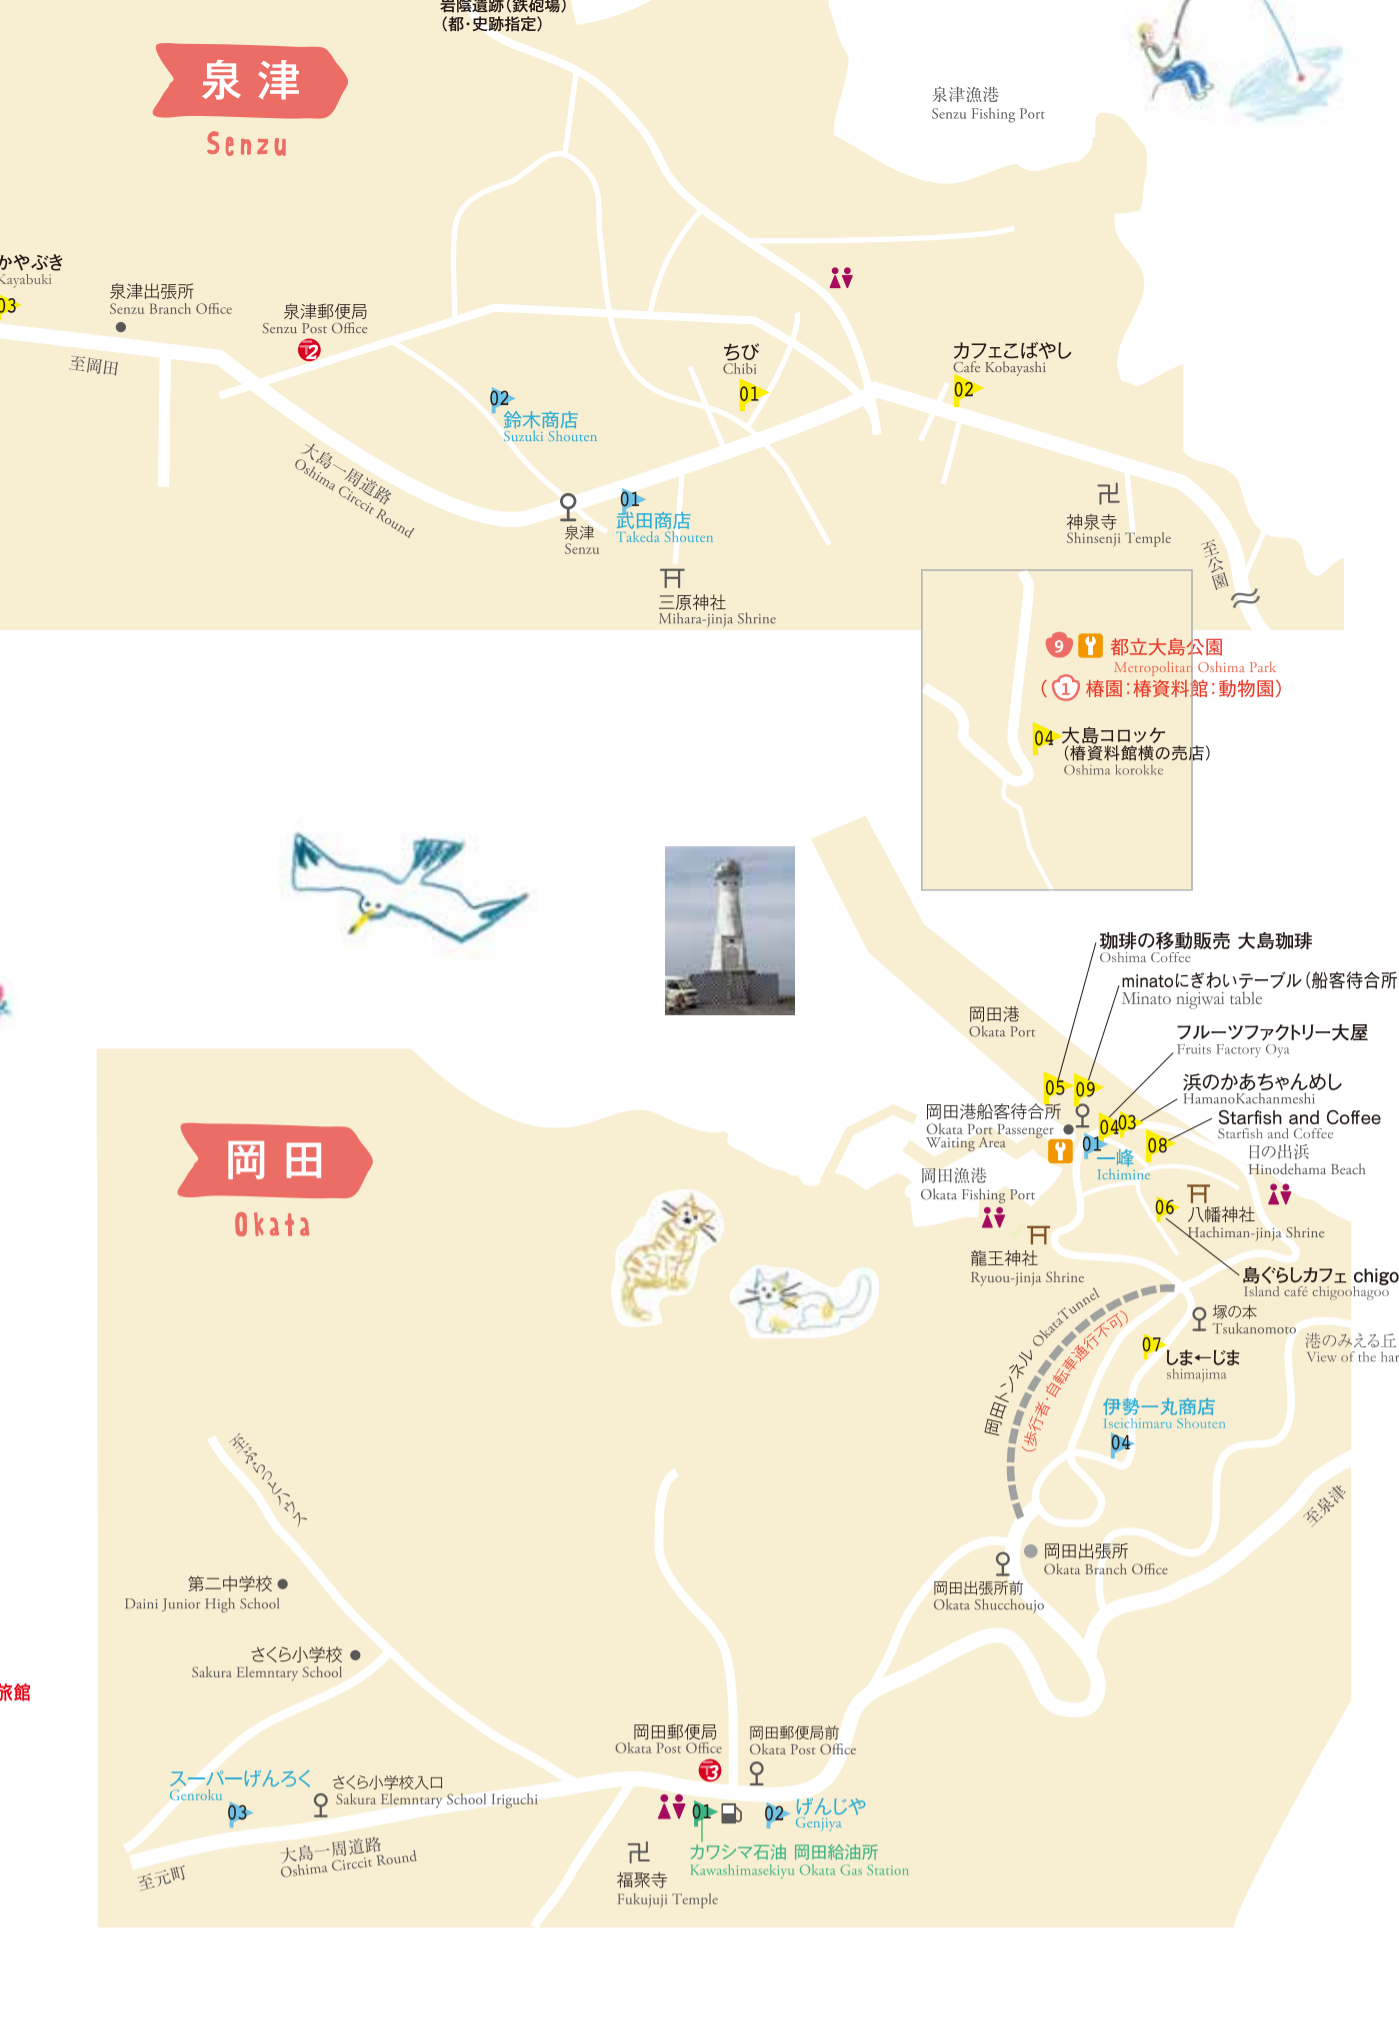 岩陰遺跡（鉄砲場）
（都・史跡指定）
泉津
Senzu
泉津漁港
Senzu Fishing Port
かやぶき
Kayabuki
03
泉津出張所
Senzu Branch Office
至岡田
泉津郵便局
Senzu Post Office
2
02
鈴木商店
Suzuki Shouten
大島一周道路
Oshima Circcit Round
ちび
Chibi
01
カフェこばやし
Cafe Kobayashi
02
泉津
Senzu
01
武田商店
Takeda Shouten
三原神社
Mihara-jinja Shrine
神泉寺
Shinsenji Temple
至公園
9
都立大島公園
Metropolitan Oshima Park
（1 椿園：椿資料館：動物園）
04
大島コロッケ
（椿資料館横の売店）
Oshima korokke
珈琲の移動販売 大島珈琲
Oshima Coffee
minatoにぎわいテーブル（船客待合所
Minato nigiwai table
岡田港
Okata Port
フルーツファクトリー大屋
Fruits Factory Oya
浜のかあちゃんめし
HamanoKachanmeshi
Starfish and Coffee
Starfish and Coffee
05
09
04
03
08
岡田港船客待合所
Okata Port Passenger
Waiting Area
01
一峰
Ichimine
日の出浜
Hinodehama Beach
岡田漁港
Okata Fishing Port
06
八幡神社
Hachiman-jinja Shrine
龍王神社
Ryuou-jinja Shrine
島ぐらしカフェ chigo
Island café chigoohagoo
岡田
Okata
岡田トンネル OkataTunnel
（歩行者・自転車通行不可）
塚の本
Tsukanomoto
港のみえる丘
View of the har
07
しま←じま
shimajima
伊勢一丸商店
Iseichimaru Shouten
04
至泉津
至ぶらっとハウス
岡田出張所
Okata Branch Office
岡田出張所前
Okata Shucchoujo
第二中学校
Daini Junior High School
さくら小学校
Sakura Elemntary School
旅館
岡田郵便局
Okata Post Office
3
岡田郵便局前
Okata Post Office
スーパーげんろく
Genroku
03
さくら小学校入口
Sakura Elemntary School Iriguchi
大島一周道路
Oshima Circcit Round
至元町
01
02
げんじや
Genjiya
カワシマ石油 岡田給油所
Kawashimasekiyu Okata Gas Station
福聚寺
Fukujuji Temple